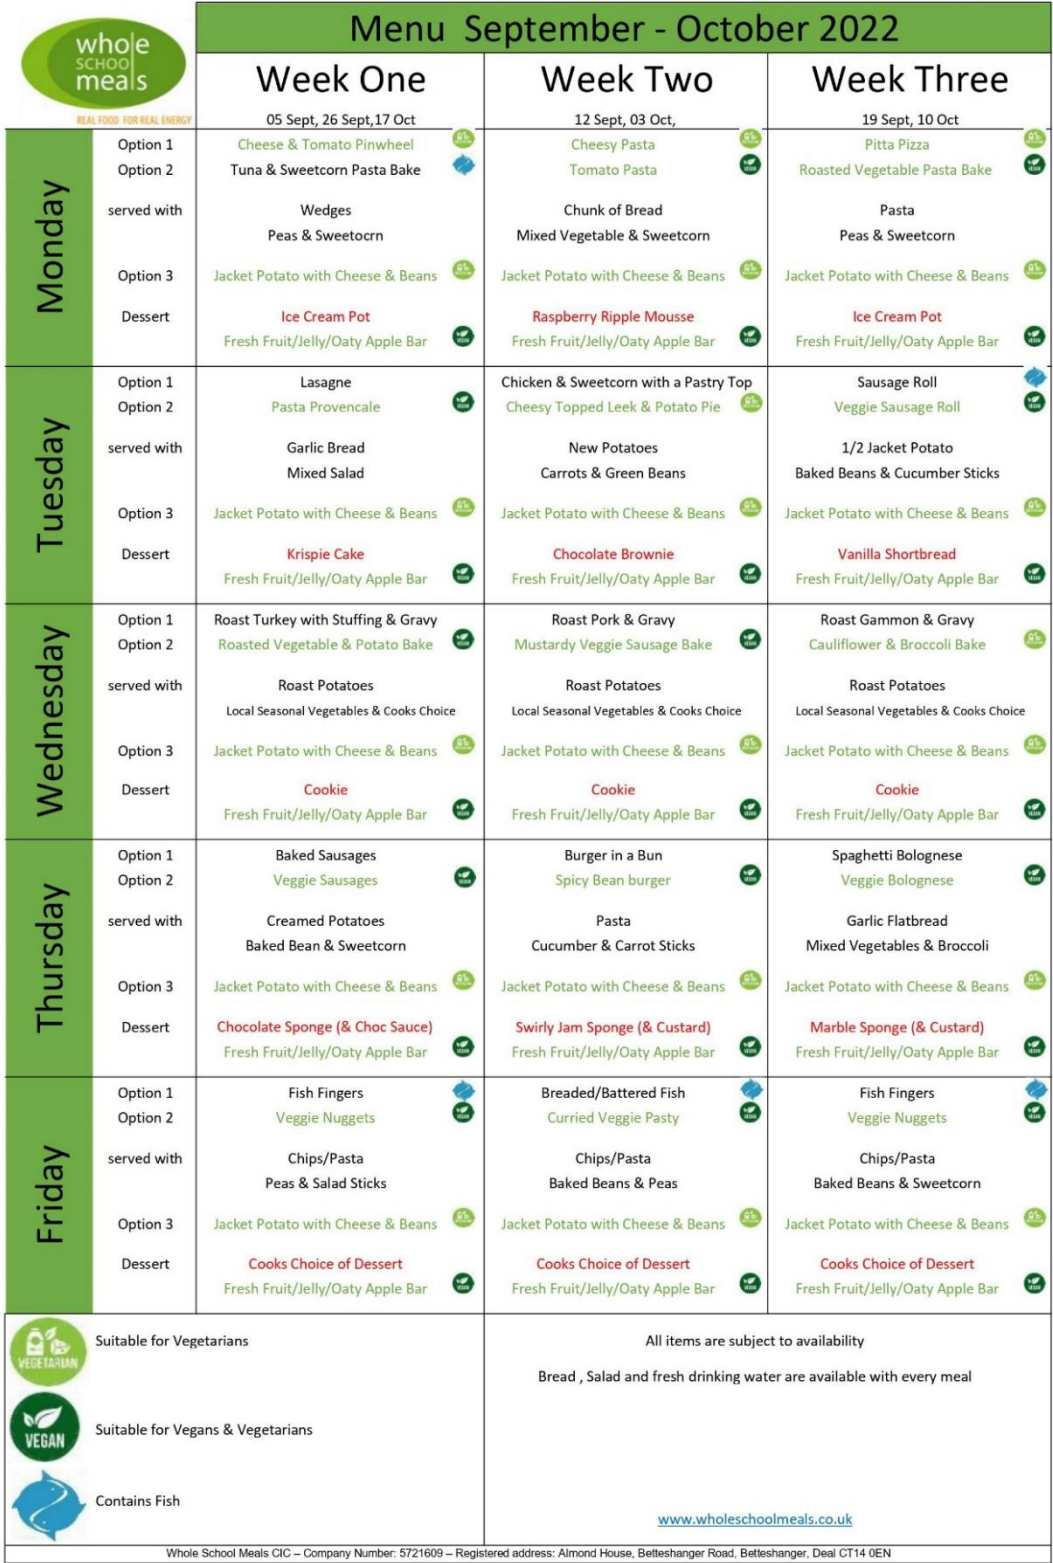 whole
SCHOOL
meals
REAL FOOD FOR REAL ENERGY
Menu September - October 2022
Week One Week Two Week Three
05 Sept, 26 Sept,17 Oct 12 Sept, 03 Oct, 19 Sept, 10 Oct
Monday
Option 1 Cheese & Tomato Pinwheel Cheesy Pasta Pitta Pizza
Option 2 Tuna & Sweetcorn Pasta Bake Tomato Pasta Roasted Vegetable Pasta Bake
served with Wedges Chunk of Bread Pasta
Peas & Sweetocrn Mixed Vegetable & Sweetcorn Peas & Sweetcorn
Option 3 Jacket Potato with Cheese & Beans Jacket Potato with Cheese & Beans Jacket Potato with Cheese & Beans
Dessert Ice Cream Pot Raspberry Ripple Mousse Ice Cream Pot
Fresh Fruit/Jelly/Oaty Apple Bar Fresh Fruit/Jelly/Oaty Apple Bar Fresh Fruit/Jelly/Oaty Apple Bar
Tuesday
Option 1 Lasagne Chicken & Sweetcorn with a Pastry Top Sausage Roll
Option 2 Pasta Provencale Cheesy Topped Leek & Potato Pie Veggie Sausage Roll
served with Garlic Bread New Potatoes 1/2 Jacket Potato
Mixed Salad Carrots & Green Beans Baked Beans & Cucumber Sticks
Option 3 Jacket Potato with Cheese & Beans Jacket Potato with Cheese & Beans Jacket Potato with Cheese & Beans
Dessert Krispie Cake Chocolate Brownie Vanilla Shortbread
Fresh Fruit/Jelly/Oaty Apple Bar Fresh Fruit/Jelly/Oaty Apple Bar Fresh Fruit/Jelly/Oaty Apple Bar
Wednesday
Option 1 Roast Turkey with Stuffing & Gravy Roast Pork & Gravy Roast Gammon & Gravy
Option 2 Roasted Vegetable & Potato Bake Mustardy Veggie Sausage Bake Cauliflower & Broccoli Bake
served with Roast Potatoes Roast Potatoes Roast Potatoes
Local Seasonal Vegetables & Cooks Choice Local Seasonal Vegetables & Cooks Choice Local Seasonal Vegetables & Cooks Choice
Option 3 Jacket Potato with Cheese & Beans Jacket Potato with Cheese & Beans Jacket Potato with Cheese & Beans
Dessert Cookie Cookie Cookie
Fresh Fruit/Jelly/Oaty Apple Bar Fresh Fruit/Jelly/Oaty Apple Bar Fresh Fruit/Jelly/Oaty Apple Bar
Thursday
Option 1 Baked Sausages Burger in a Bun Spaghetti Bolognese
Option 2 Veggie Sausages Spicy Bean burger Veggie Bolognese
served with Creamed Potatoes Pasta Garlic Flatbread
Baked Bean & Sweetcorn Cucumber & Carrot Sticks Mixed Vegetables & Broccoli
Option 3 Jacket Potato with Cheese & Beans Jacket Potato with Cheese & Beans Jacket Potato with Cheese & Beans
Dessert Chocolate Sponge (& Choc Sauce) Swirly Jam Sponge (& Custard) Marble Sponge (& Custard)
Fresh Fruit/Jelly/Oaty Apple Bar Fresh Fruit/Jelly/Oaty Apple Bar Fresh Fruit/Jelly/Oaty Apple Bar
Friday
Option 1 Fish Fingers Breaded/Battered Fish Fish Fingers
Option 2 Veggie Nuggets Curried Veggie Pasty Veggie Nuggets
served with Chips/Pasta Chips/Pasta Chips/Pasta
Peas & Salad Sticks Baked Beans & Peas Baked Beans & Sweetcorn
Option 3 Jacket Potato with Cheese & Beans Jacket Potato with Cheese & Beans Jacket Potato with Cheese & Beans
Dessert Cooks Choice of Dessert Cooks Choice of Dessert Cooks Choice of Dessert
Fresh Fruit/Jelly/Oaty Apple Bar Fresh Fruit/Jelly/Oaty Apple Bar Fresh Fruit/Jelly/Oaty Apple Bar
VEGETARIAN Suitable for Vegetarians
All items are subject to availability
Bread , Salad and fresh drinking water are available with every meal
VEGAN Suitable for Vegans & Vegetarians
Contains Fish
www.wholeschoolmeals.co.uk
Whole School Meals CIC – Company Number: 5721609 – Registered address: Almond House, Betteshanger Road, Betteshanger, Deal CT14 0EN